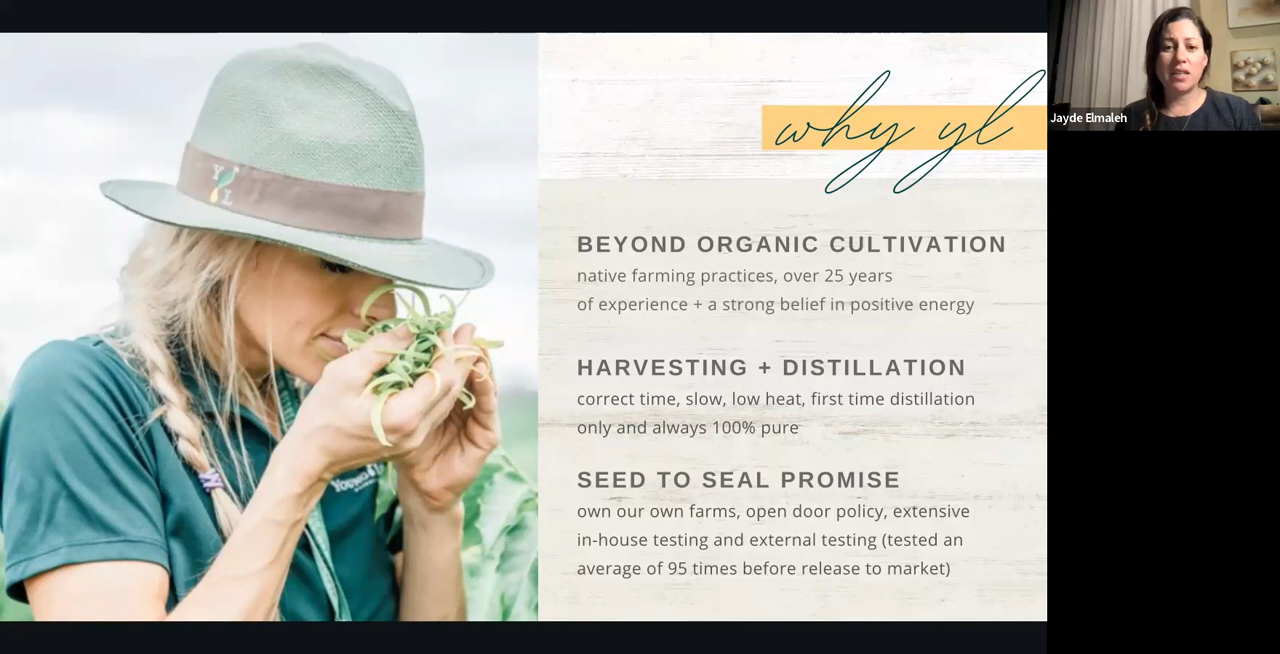 why yl
Jayde Elmaleh
Y
L
BEYOND ORGANIC CULTIVATION
native farming practices, over 25 years
of experience + a strong belief in positive energy
HARVESTING + DISTILLATION
correct time, slow, low heat, first time distillation
only and always 100% pure
SEED TO SEAL PROMISE
own our own farms, open door policy, extensive
in-house testing and external testing (tested an
average of 95 times before release to market)